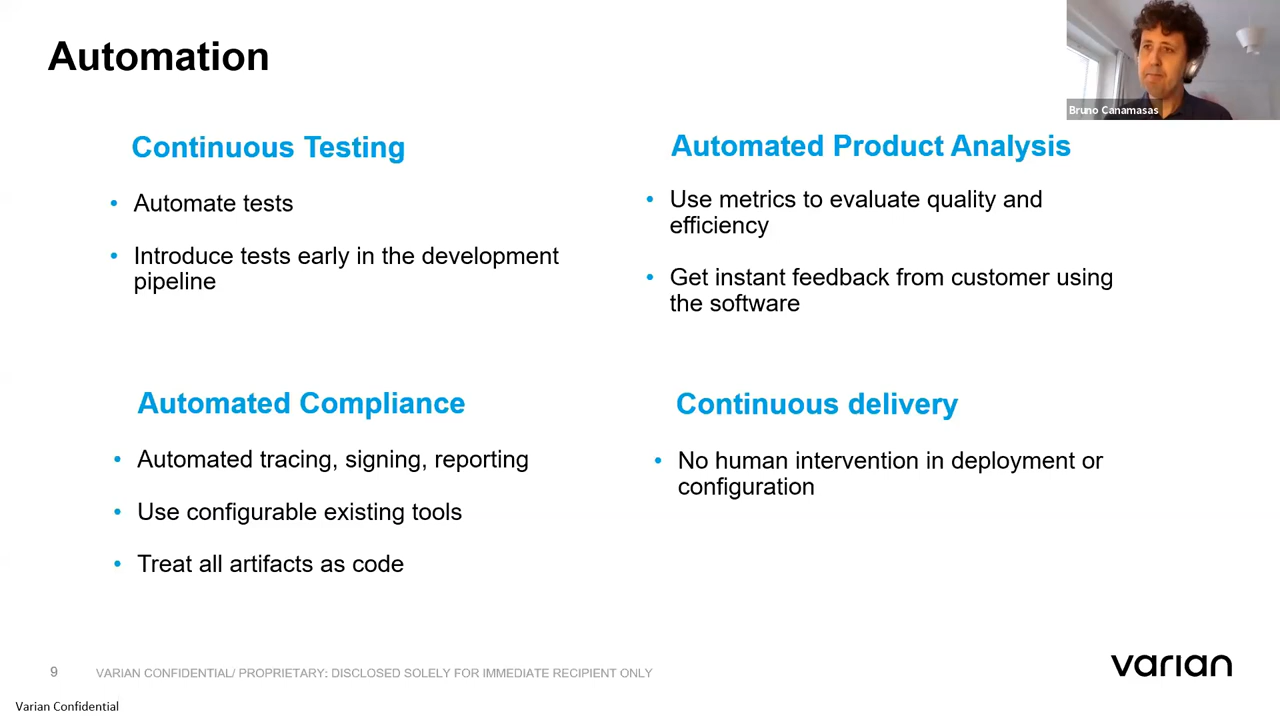 Automation
Bruno Canamasas
Continuous Testing
• Automate tests
• Introduce tests early in the development
pipeline
Automated Product Analysis
• Use metrics to evaluate quality and
efficiency
• Get instant feedback from customer using
the software
Automated Compliance
• Automated tracing, signing, reporting
• Use configurable existing tools
• Treat all artifacts as code
Continuous delivery
• No human intervention in deployment or
configuration
9
VARIAN CONFIDENTIAL/ PROPRIETARY: DISCLOSED SOLELY FOR IMMEDIATE RECIPIENT ONLY
varian
Varian Confidential